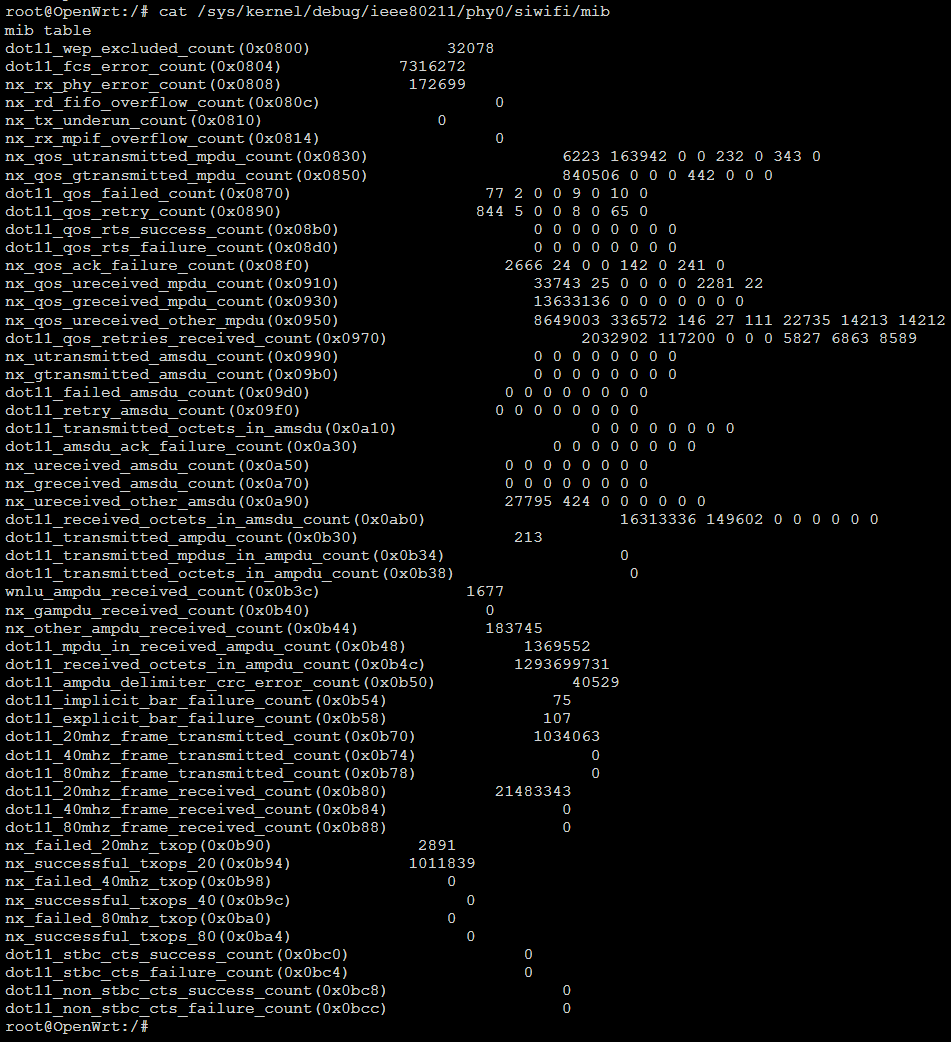 root@OpenWrt:/# cat /sys/kernel/debug/ieee80211/phy0/siwifi/mib
mib table
dot11_wep_excluded_count(0x0800) 32078
dot11_fcs_error_count(0x0804) 7316272
nx_rx_phy_error_count(0x0808) 172699
nx_rd_fifo_overflow_count(0x080c) 0
nx_tx_underun_count(0x0810) 0
nx_rx_mpif_overflow_count(0x0814) 0
nx_qos_utransmitted_mpdu_count(0x0830) 6223 163942 0 0 232 0 343 0
nx_qos_gtransmitted_mpdu_count(0x0850) 840506 0 0 0 442 0 0 0
dot11_qos_failed_count(0x0870) 77 2 0 0 9 0 10 0
dot11_qos_retry_count(0x0890) 844 5 0 0 8 0 65 0
dot11_qos_rts_success_count(0x08b0) 0 0 0 0 0 0 0 0
dot11_qos_rts_failure_count(0x08d0) 0 0 0 0 0 0 0 0
nx_qos_ack_failure_count(0x08f0) 2666 24 0 0 142 0 241 0
nx_qos_ureceived_mpdu_count(0x0910) 33743 25 0 0 0 0 2281 22
nx_qos_greceived_mpdu_count(0x0930) 13633136 0 0 0 0 0 0 0
nx_qos_ureceived_other_mpdu(0x0950) 8649003 336572 146 27 111 22735 14213 14212
dot11_qos_retries_received_count(0x0970) 2032902 117200 0 0 0 5827 6863 8589
nx_utransmitted_amsdu_count(0x0990) 0 0 0 0 0 0 0 0
nx_gtransmitted_amsdu_count(0x09b0) 0 0 0 0 0 0 0 0
dot11_failed_amsdu_count(0x09d0) 0 0 0 0 0 0 0 0
dot11_retry_amsdu_count(0x09f0) 0 0 0 0 0 0 0 0
dot11_transmitted_octets_in_amsdu(0x0a10) 0 0 0 0 0 0 0 0
dot11_amsdu_ack_failure_count(0x0a30) 0 0 0 0 0 0 0 0
nx_ureceived_amsdu_count(0x0a50) 0 0 0 0 0 0 0 0
nx_greceived_amsdu_count(0x0a70) 0 0 0 0 0 0 0 0
nx_ureceived_other_amsdu(0x0a90) 27795 424 0 0 0 0 0 0
dot11_received_octets_in_amsdu_count(0x0ab0) 16313336 149602 0 0 0 0 0 0
dot11_transmitted_ampdu_count(0x0b30) 213
dot11_transmitted_mpdus_in_ampdu_count(0x0b34) 0
dot11_transmitted_octets_in_ampdu_count(0x0b38) 0
wnlu_ampdu_received_count(0x0b3c) 1677
nx_gampdu_received_count(0x0b40) 0
nx_other_ampdu_received_count(0x0b44) 183745
dot11_mpdu_in_received_ampdu_count(0x0b48) 1369552
dot11_received_octets_in_ampdu_count(0x0b4c) 1293699731
dot11_ampdu_delimiter_crc_error_count(0x0b50) 40529
dot11_implicit_bar_failure_count(0x0b54) 75
dot11_explicit_bar_failure_count(0x0b58) 107
dot11_20mhz_frame_transmitted_count(0x0b70) 1034063
dot11_40mhz_frame_transmitted_count(0x0b74) 0
dot11_80mhz_frame_transmitted_count(0x0b78) 0
dot11_20mhz_frame_received_count(0x0b80) 21483343
dot11_40mhz_frame_received_count(0x0b84) 0
dot11_80mhz_frame_received_count(0x0b88) 0
nx_failed_20mhz_txop(0x0b90) 2891
nx_successful_txops_20(0x0b94) 1011839
nx_failed_40mhz_txop(0x0b98) 0
nx_successful_txops_40(0x0b9c) 0
nx_failed_80mhz_txop(0x0ba0) 0
nx_successful_txops_80(0x0ba4) 0
dot11_stbc_cts_success_count(0x0bc0) 0
dot11_stbc_cts_failure_count(0x0bc4) 0
dot11_non_stbc_cts_success_count(0x0bc8) 0
dot11_non_stbc_cts_failure_count(0x0bcc) 0
root@OpenWrt:/#